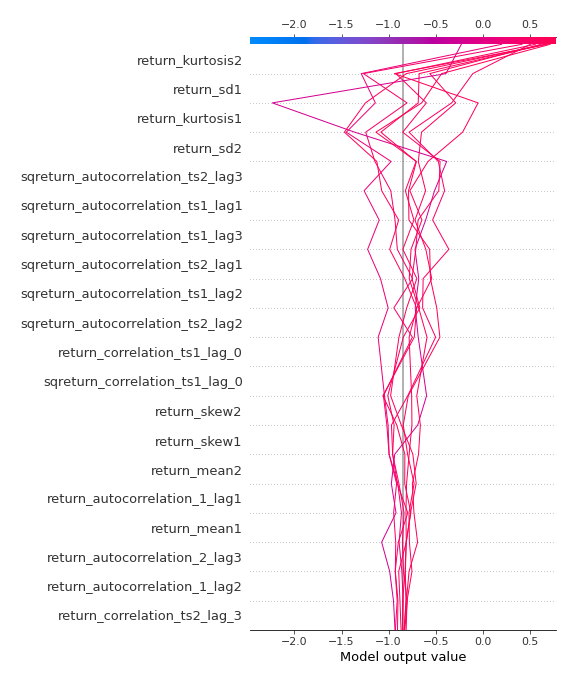 −2.0 −1.5 −1.0 −0.5 0.0 0.5
return_kurtosis2
return_sd1
return_kurtosis1
return_sd2
sqreturn_autocorrelation_ts2_lag3
sqreturn_autocorrelation_ts1_lag1
sqreturn_autocorrelation_ts1_lag3
sqreturn_autocorrelation_ts2_lag1
sqreturn_autocorrelation_ts1_lag2
sqreturn_autocorrelation_ts2_lag2
return_correlation_ts1_lag_0
sqreturn_correlation_ts1_lag_0
return_skew2
return_skew1
return_mean2
return_autocorrelation_1_lag1
return_mean1
return_autocorrelation_2_lag3
return_autocorrelation_1_lag2
return_correlation_ts2_lag_3
−2.0 −1.5 −1.0 −0.5 0.0 0.5
Model output value